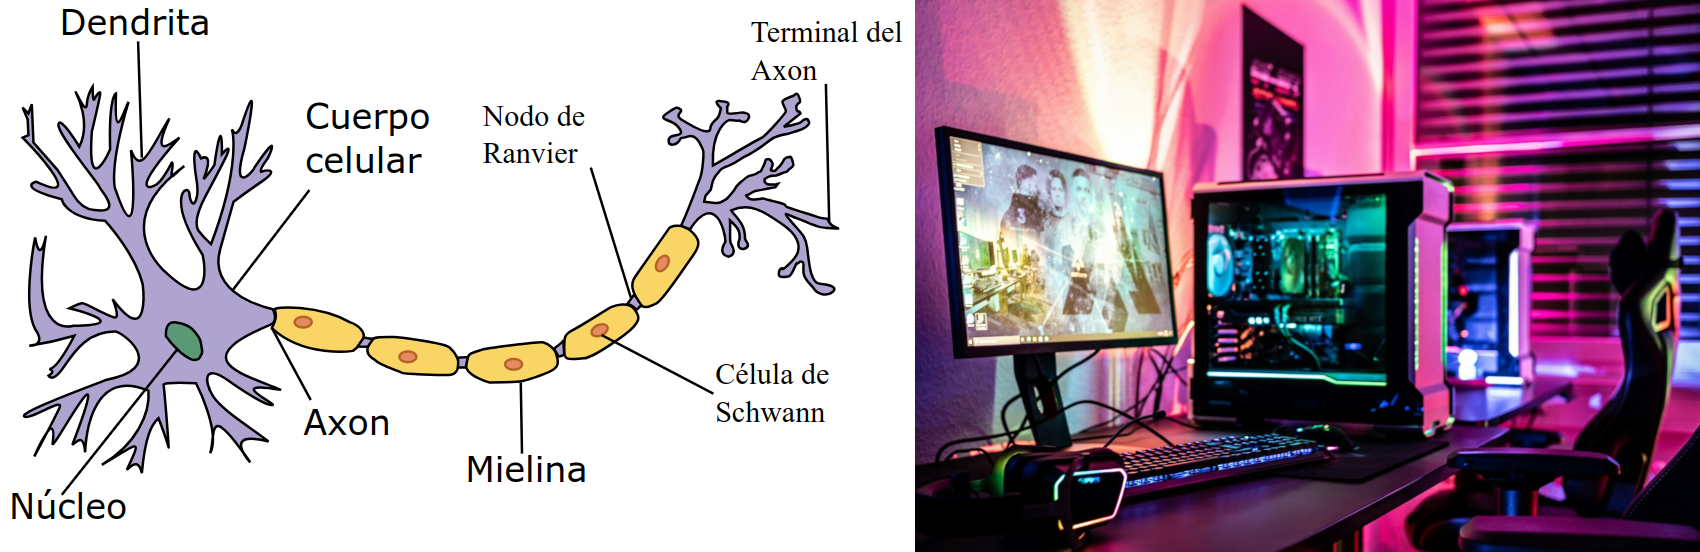 Dendrita
Cuerpo
celular
Nodo de
Ranvier
Terminal del
Axon
Célula de
Schwann
Axon
Mielina
Núcleo